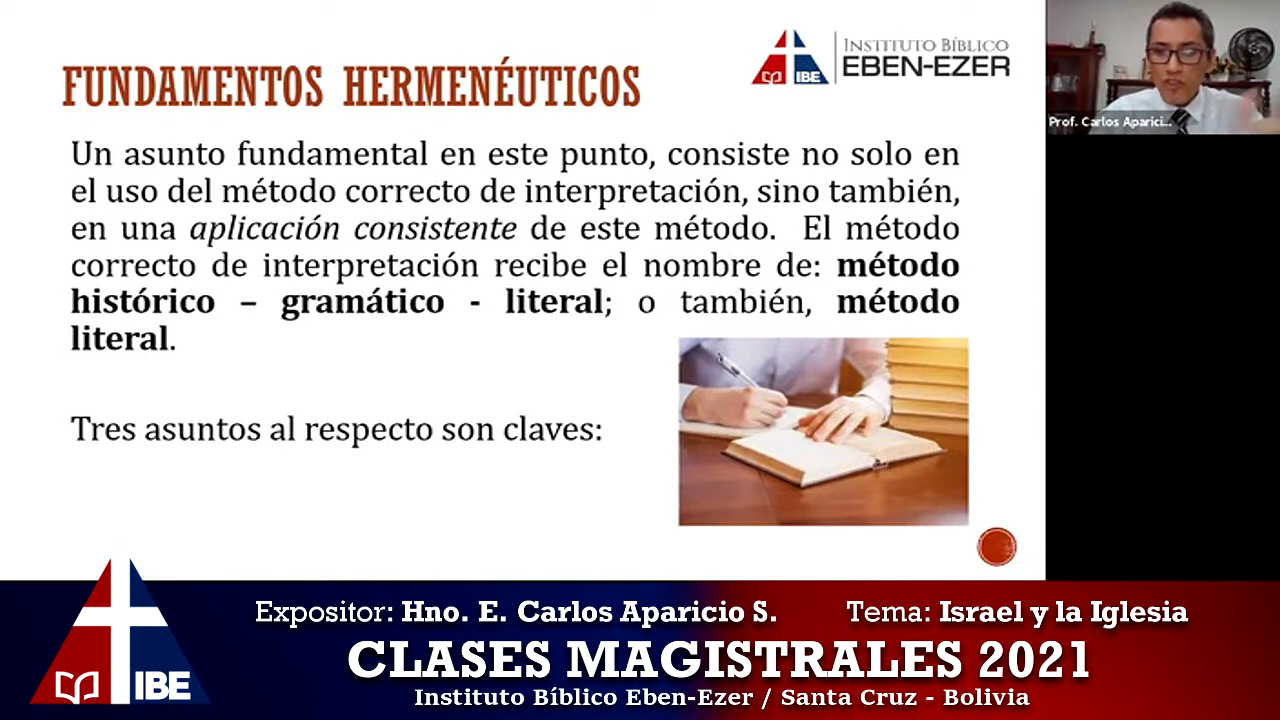 FUNDAMENTOS HERMENÉUTICOS
IBE
INSTITUTO BÍBLICO
EBEN-EZER
Prof. Carlos Aparici...
Un asunto fundamental en este punto, consiste no solo en
el uso del método correcto de interpretación, sino también,
en una aplicación consistente de este método. El método
correcto de interpretación recibe el nombre de: método
histórico – gramático - literal; o también, método
literal.
Tres asuntos al respecto son claves:
IBE
Expositor: Hno. E. Carlos Aparicio S. Tema: Israel y la Iglesia
CLASES MAGISTRALES 2021
Instituto Bíblico Eben-Ezer / Santa Cruz - Bolivia